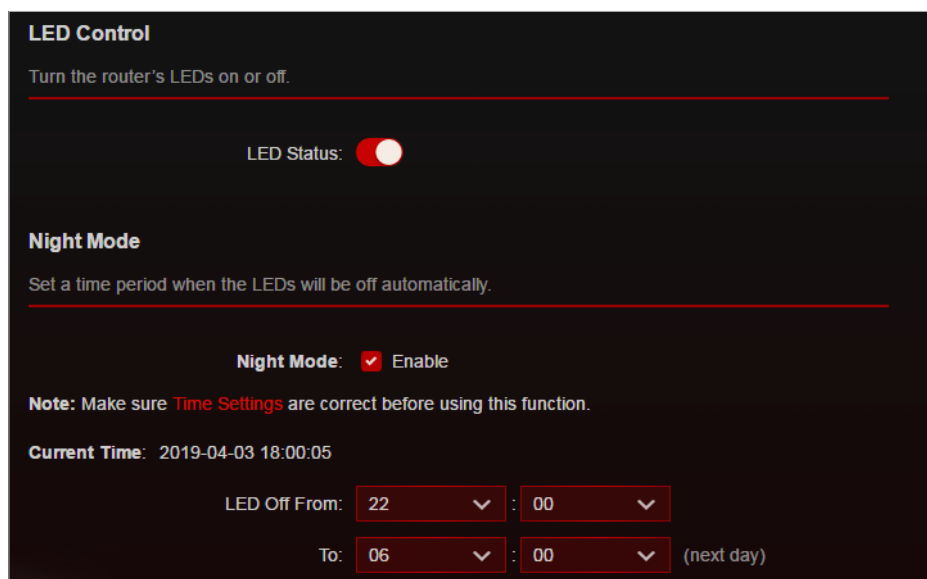 LED Control
Turn the router’s LEDs on or off.
LED Status:
Night Mode
Set a time period when the LEDs will be off automatically.
Night Mode: Enable
Note: Make sure Time Settings are correct before using this function.
Current Time: 2019-04-03 18:00:05
LED Off From: 22 : 00
To: 06 : 00 (next day)